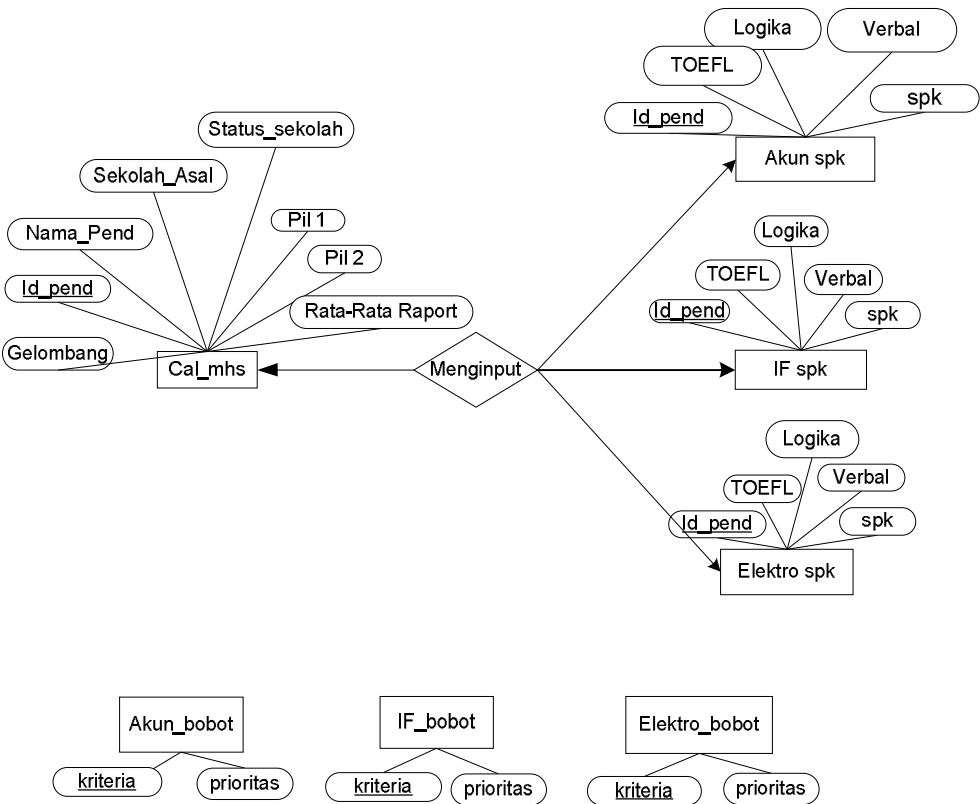 Logika
Verbal
TOEFL
spk
Id_pend
Akun spk
Status_sekolah
Sekolah_Asal
Nama_Pend
Pil 1
Pil 2
Id_pend
Rata-Rata Raport
Gelombang
Cal_mhs
Menginput
Logika
TOEFL
Verbal
Id_pend
spk
IF spk
Logika
TOEFL
Verbal
Id_pend
spk
Elektro spk
Akun_bobot
kriteria
prioritas
IF_bobot
kriteria
prioritas
Elektro_bobot
kriteria
prioritas